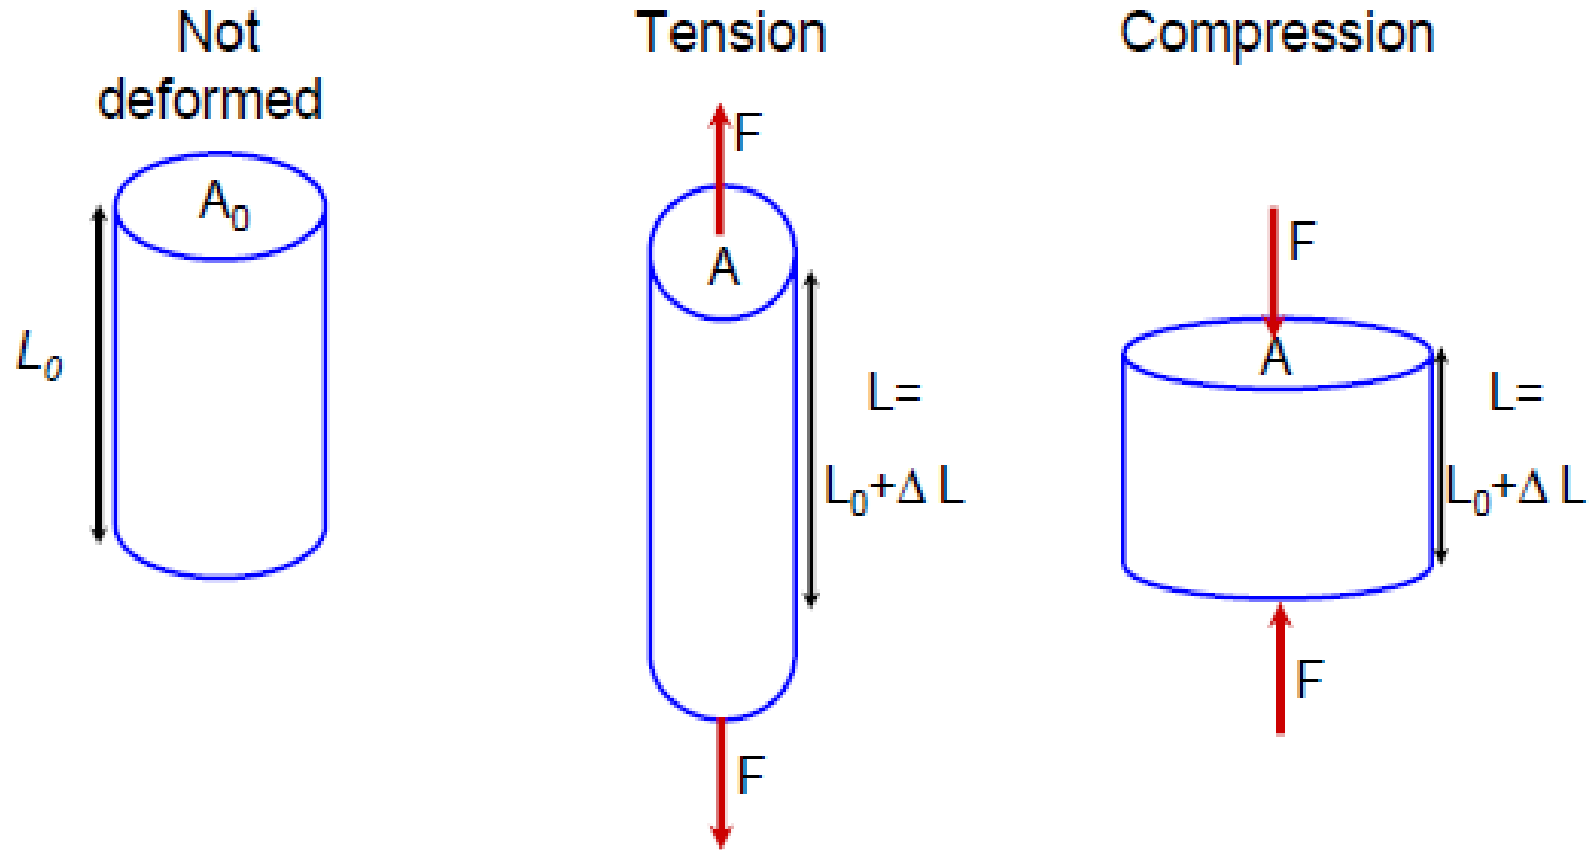 Not
deformed
A₀
L₀
Tension
F
A
L=
L₀+Δ L
F
Compression
F
A
L=
L₀+Δ L
F